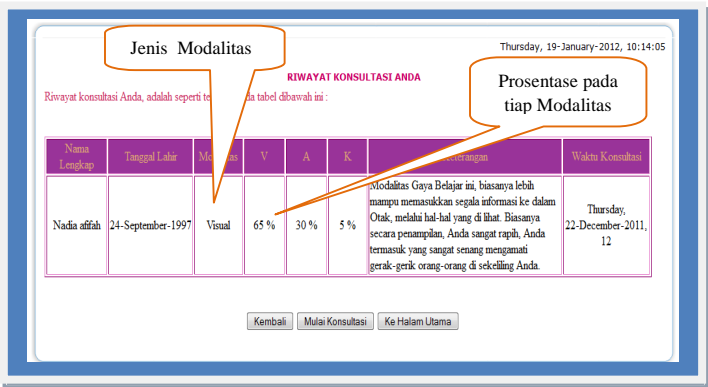 Jenis Modalitas
Thursday, 19-January-2012, 10:14:05
RIWAYAT KONSULTASI ANDA
Prosentase pada
tiap Modalitas
Riwayat konsultasi Anda, adalah seperti te da tabel dibawah ini :
Nama
Lengkap
Tanggal Lahir
V
A
K
Waktu Konsultasi
Nadia afifah
24-September-1997
Visual
65 %
30 %
5 %
Modalitas Gaya Belajar ini, biasanya lebih
mampu memasukkan segala informasi ke dalam
Otak, melalui hal-hal yang di lihat. Biasanya
secara penampilan, Anda sangat rapih, Anda
termasuk yang sangat senang mengamati
gerak-gerik orang-orang di sekeliling Anda.
Thursday,
22-December-2011,
12
Kembali
Mulai Konsultasi
Ke Halam Utama